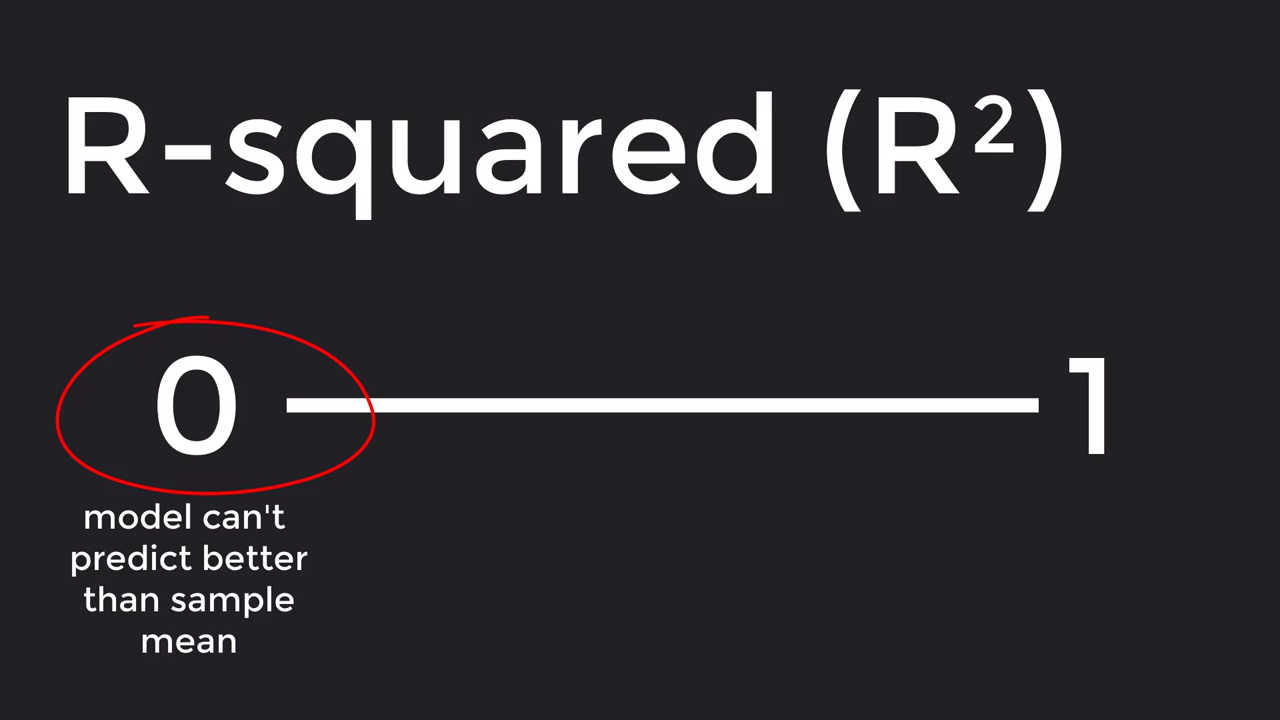 R-squared (R²)
0 1
model can't
predict better
than sample
mean